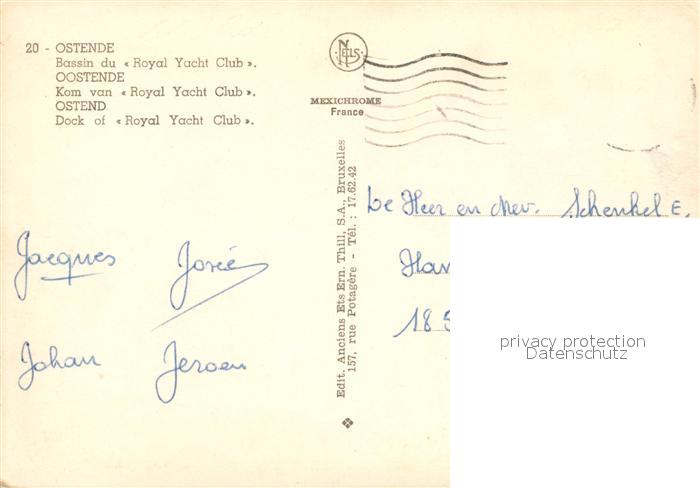 20 - OSTENDE
Bassin du « Royal Yacht Club ».
OOSTENDE
Kom van « Royal Yacht Club ».
OSTEND
Dock of « Royal Yacht Club ».
NELS
MEXICHROME
France
Edit. Anciens Ets Ern. Thill, S.A., Bruxelles
157, rue Potagère - Tél. : 17.62.42
De Heer en Mev. Schenkel E.
Jacques Josée
Johan Jeroen
privacy protection
Datenschutz